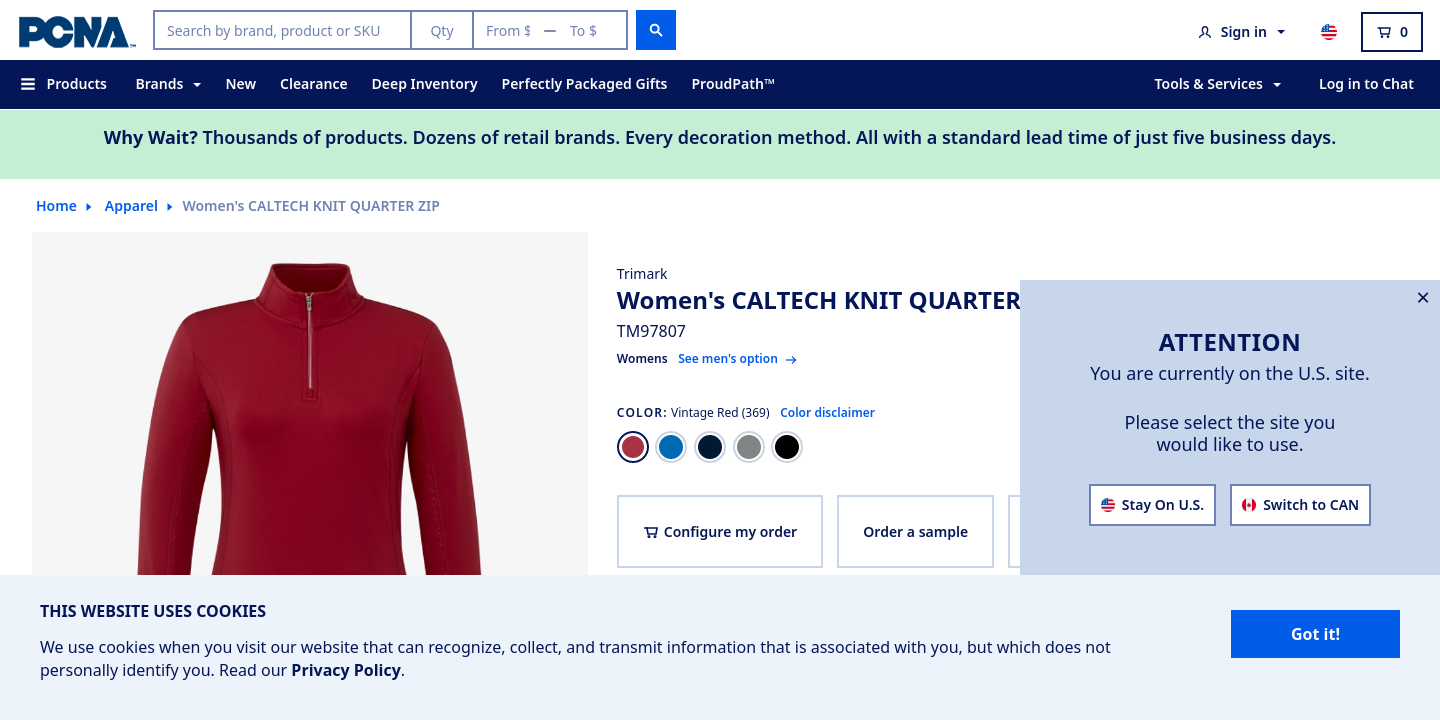 PCNA™
Search by brand, product or SKU
Qty
From $
—
To $
Sign in
0
Products
Brands
New
Clearance
Deep Inventory
Perfectly Packaged Gifts
ProudPath™
Tools & Services
Log in to Chat
Why Wait? Thousands of products. Dozens of retail brands. Every decoration method. All with a standard lead time of just five business days.
Home
Apparel
Women's CALTECH KNIT QUARTER ZIP
Trimark
Women's CALTECH KNIT QUARTER
TM97807
Womens See men's option →
COLOR: Vintage Red (369) Color disclaimer
Configure my order
Order a sample
ATTENTION
You are currently on the U.S. site.
Please select the site you
would like to use.
Stay On U.S.
Switch to CAN
THIS WEBSITE USES COOKIES
We use cookies when you visit our website that can recognize, collect, and transmit information that is associated with you, but which does not
personally identify you. Read our Privacy Policy.
Got it!